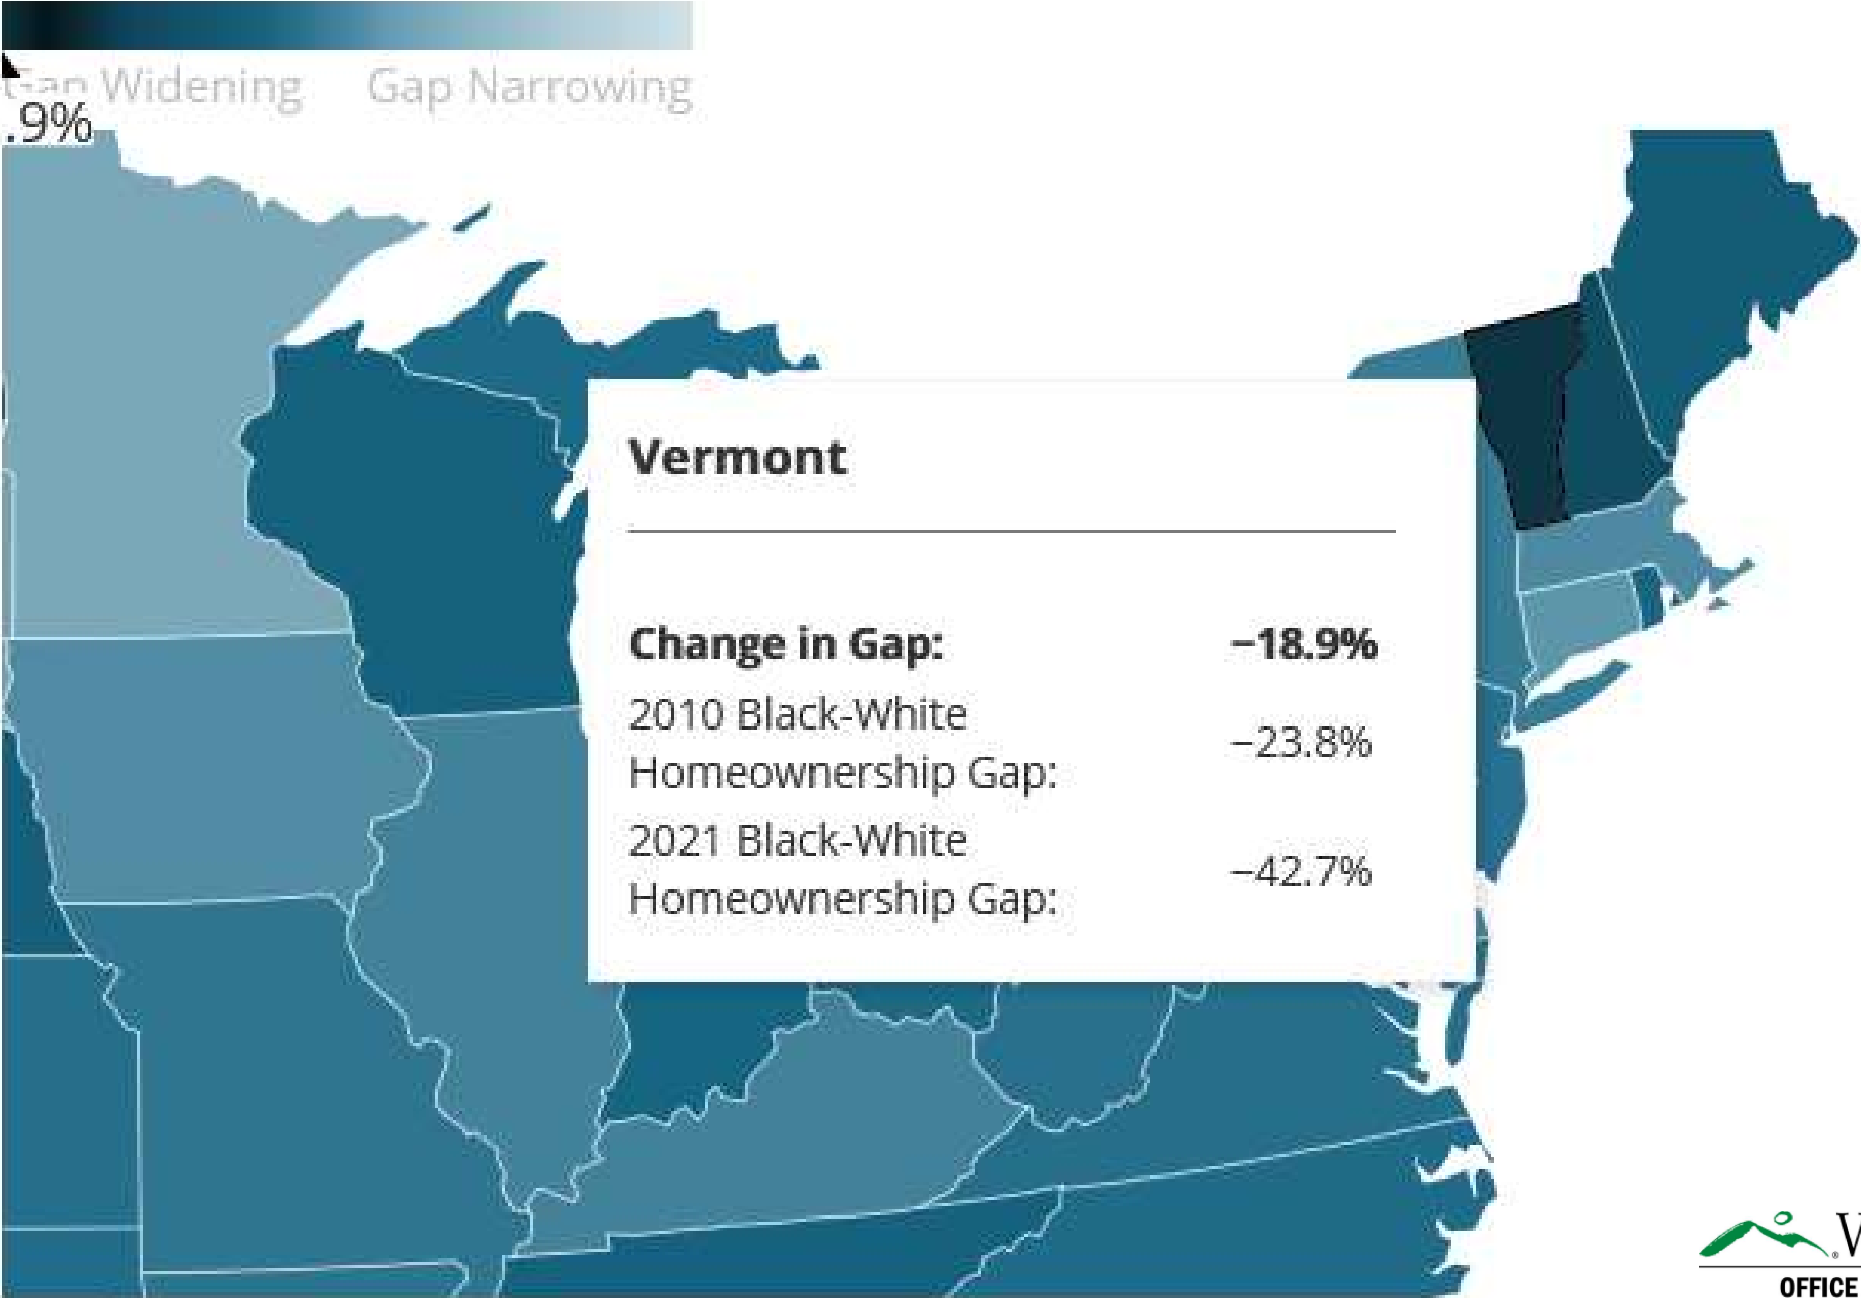 Gap Widening Gap Narrowing
.9%
Vermont
Change in Gap: −18.9%
2010 Black-White
Homeownership Gap: −23.8%
2021 Black-White
Homeownership Gap: −42.7%
V
OFFICE